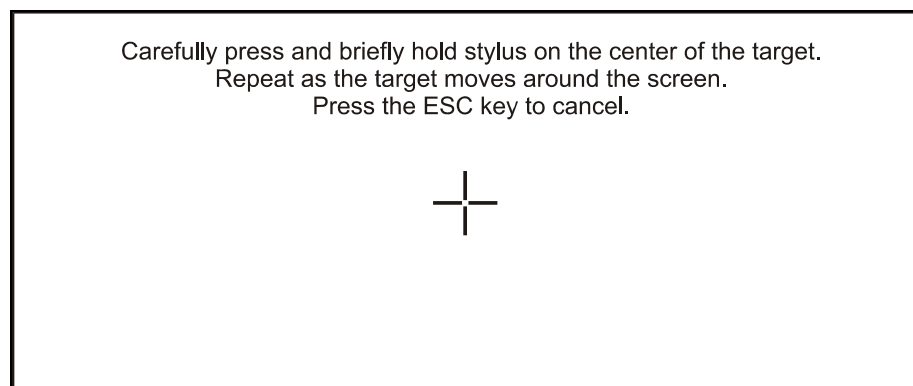 Carefully press and briefly hold stylus on the center of the target.
Repeat as the target moves around the screen.
Press the ESC key to cancel.